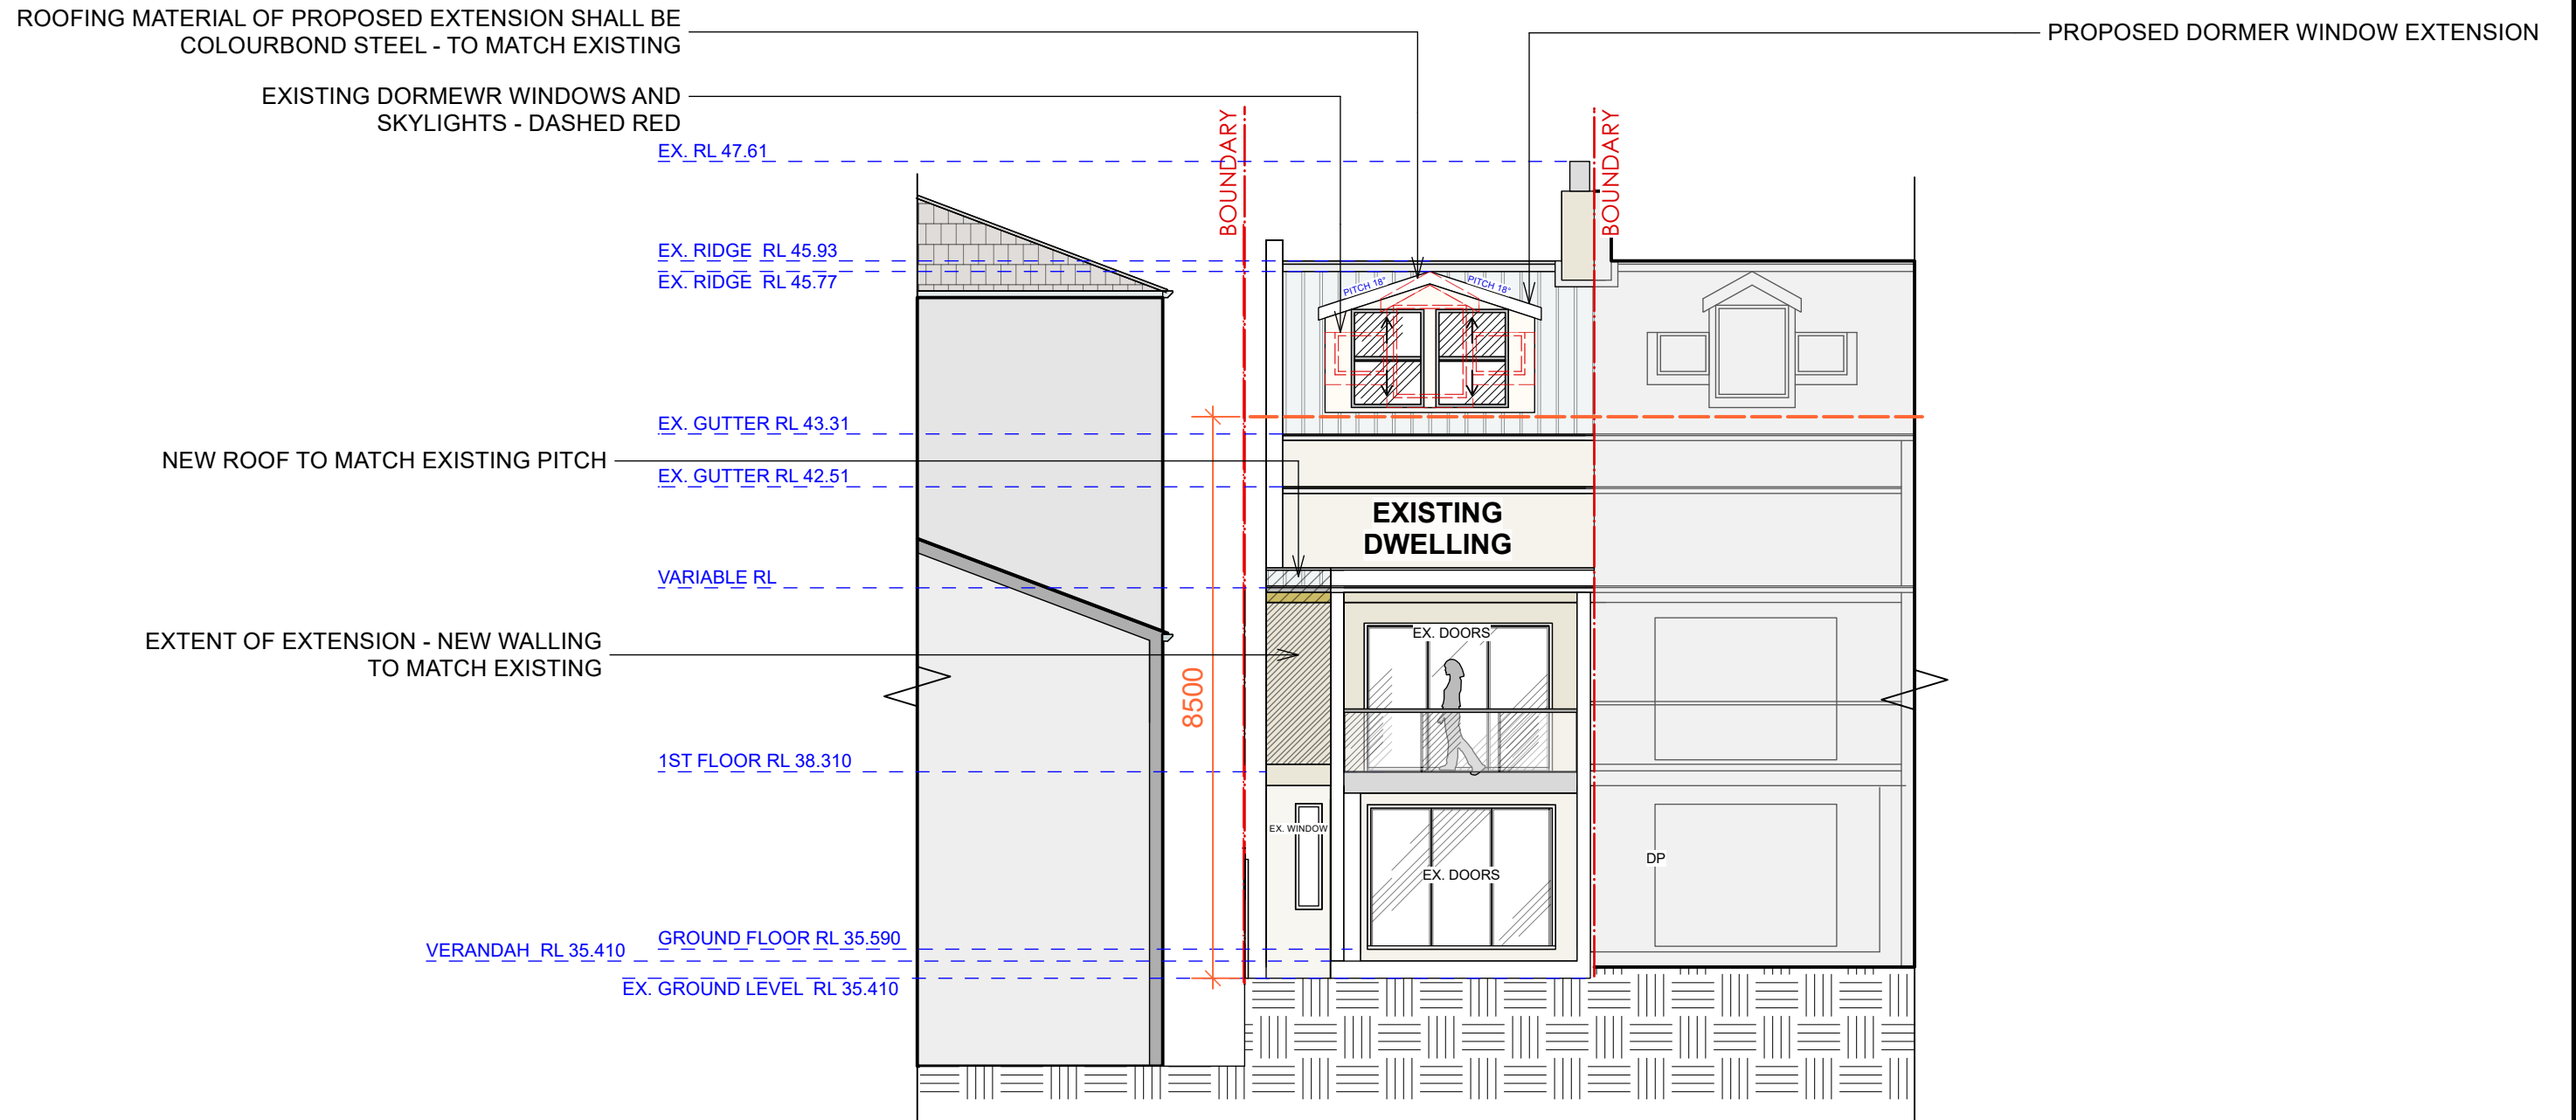 ROOFING MATERIAL OF PROPOSED EXTENSION SHALL BE
COLOURBOND STEEL - TO MATCH EXISTING
PROPOSED DORMER WINDOW EXTENSION
EXISTING DORMEWR WINDOWS AND
SKYLIGHTS - DASHED RED
BOUNDARY
BOUNDARY
EX. RL 47.61
EX. RIDGE RL 45.93
EX. RIDGE RL 45.77
PITCH 18°
PITCH 18°
EX. GUTTER RL 43.31
NEW ROOF TO MATCH EXISTING PITCH
EX. GUTTER RL 42.51
EXISTING
DWELLING
VARIABLE RL
EXTENT OF EXTENSION - NEW WALLING
TO MATCH EXISTING
EX. DOORS
8500
1ST FLOOR RL 38.310
EX. WINDOW
EX. DOORS
DP
GROUND FLOOR RL 35.590
VERANDAH RL 35.410
EX. GROUND LEVEL RL 35.410